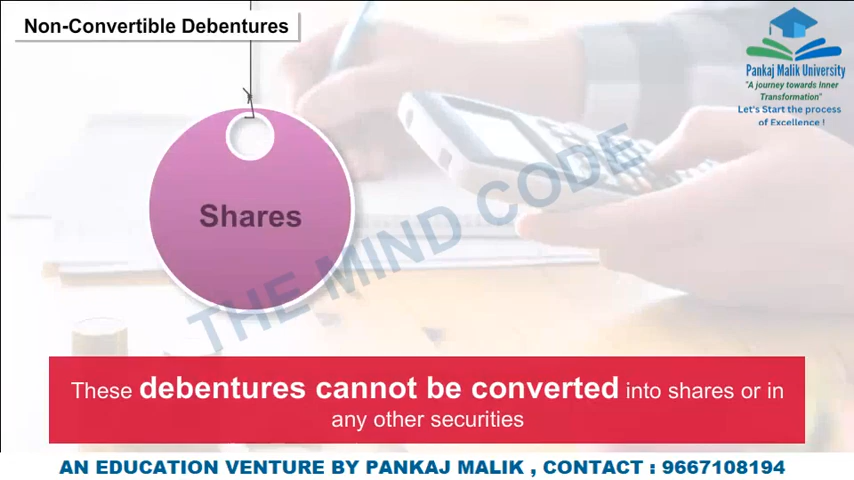 Non-Convertible Debentures
Pankaj Malik University
"A journey towards Inner
Transformation"
Let's Start the process
of Excellence !
Shares
THE MIND CODE
These debentures cannot be converted into shares or in
any other securities
AN EDUCATION VENTURE BY PANKAJ MALIK , CONTACT : 9667108194